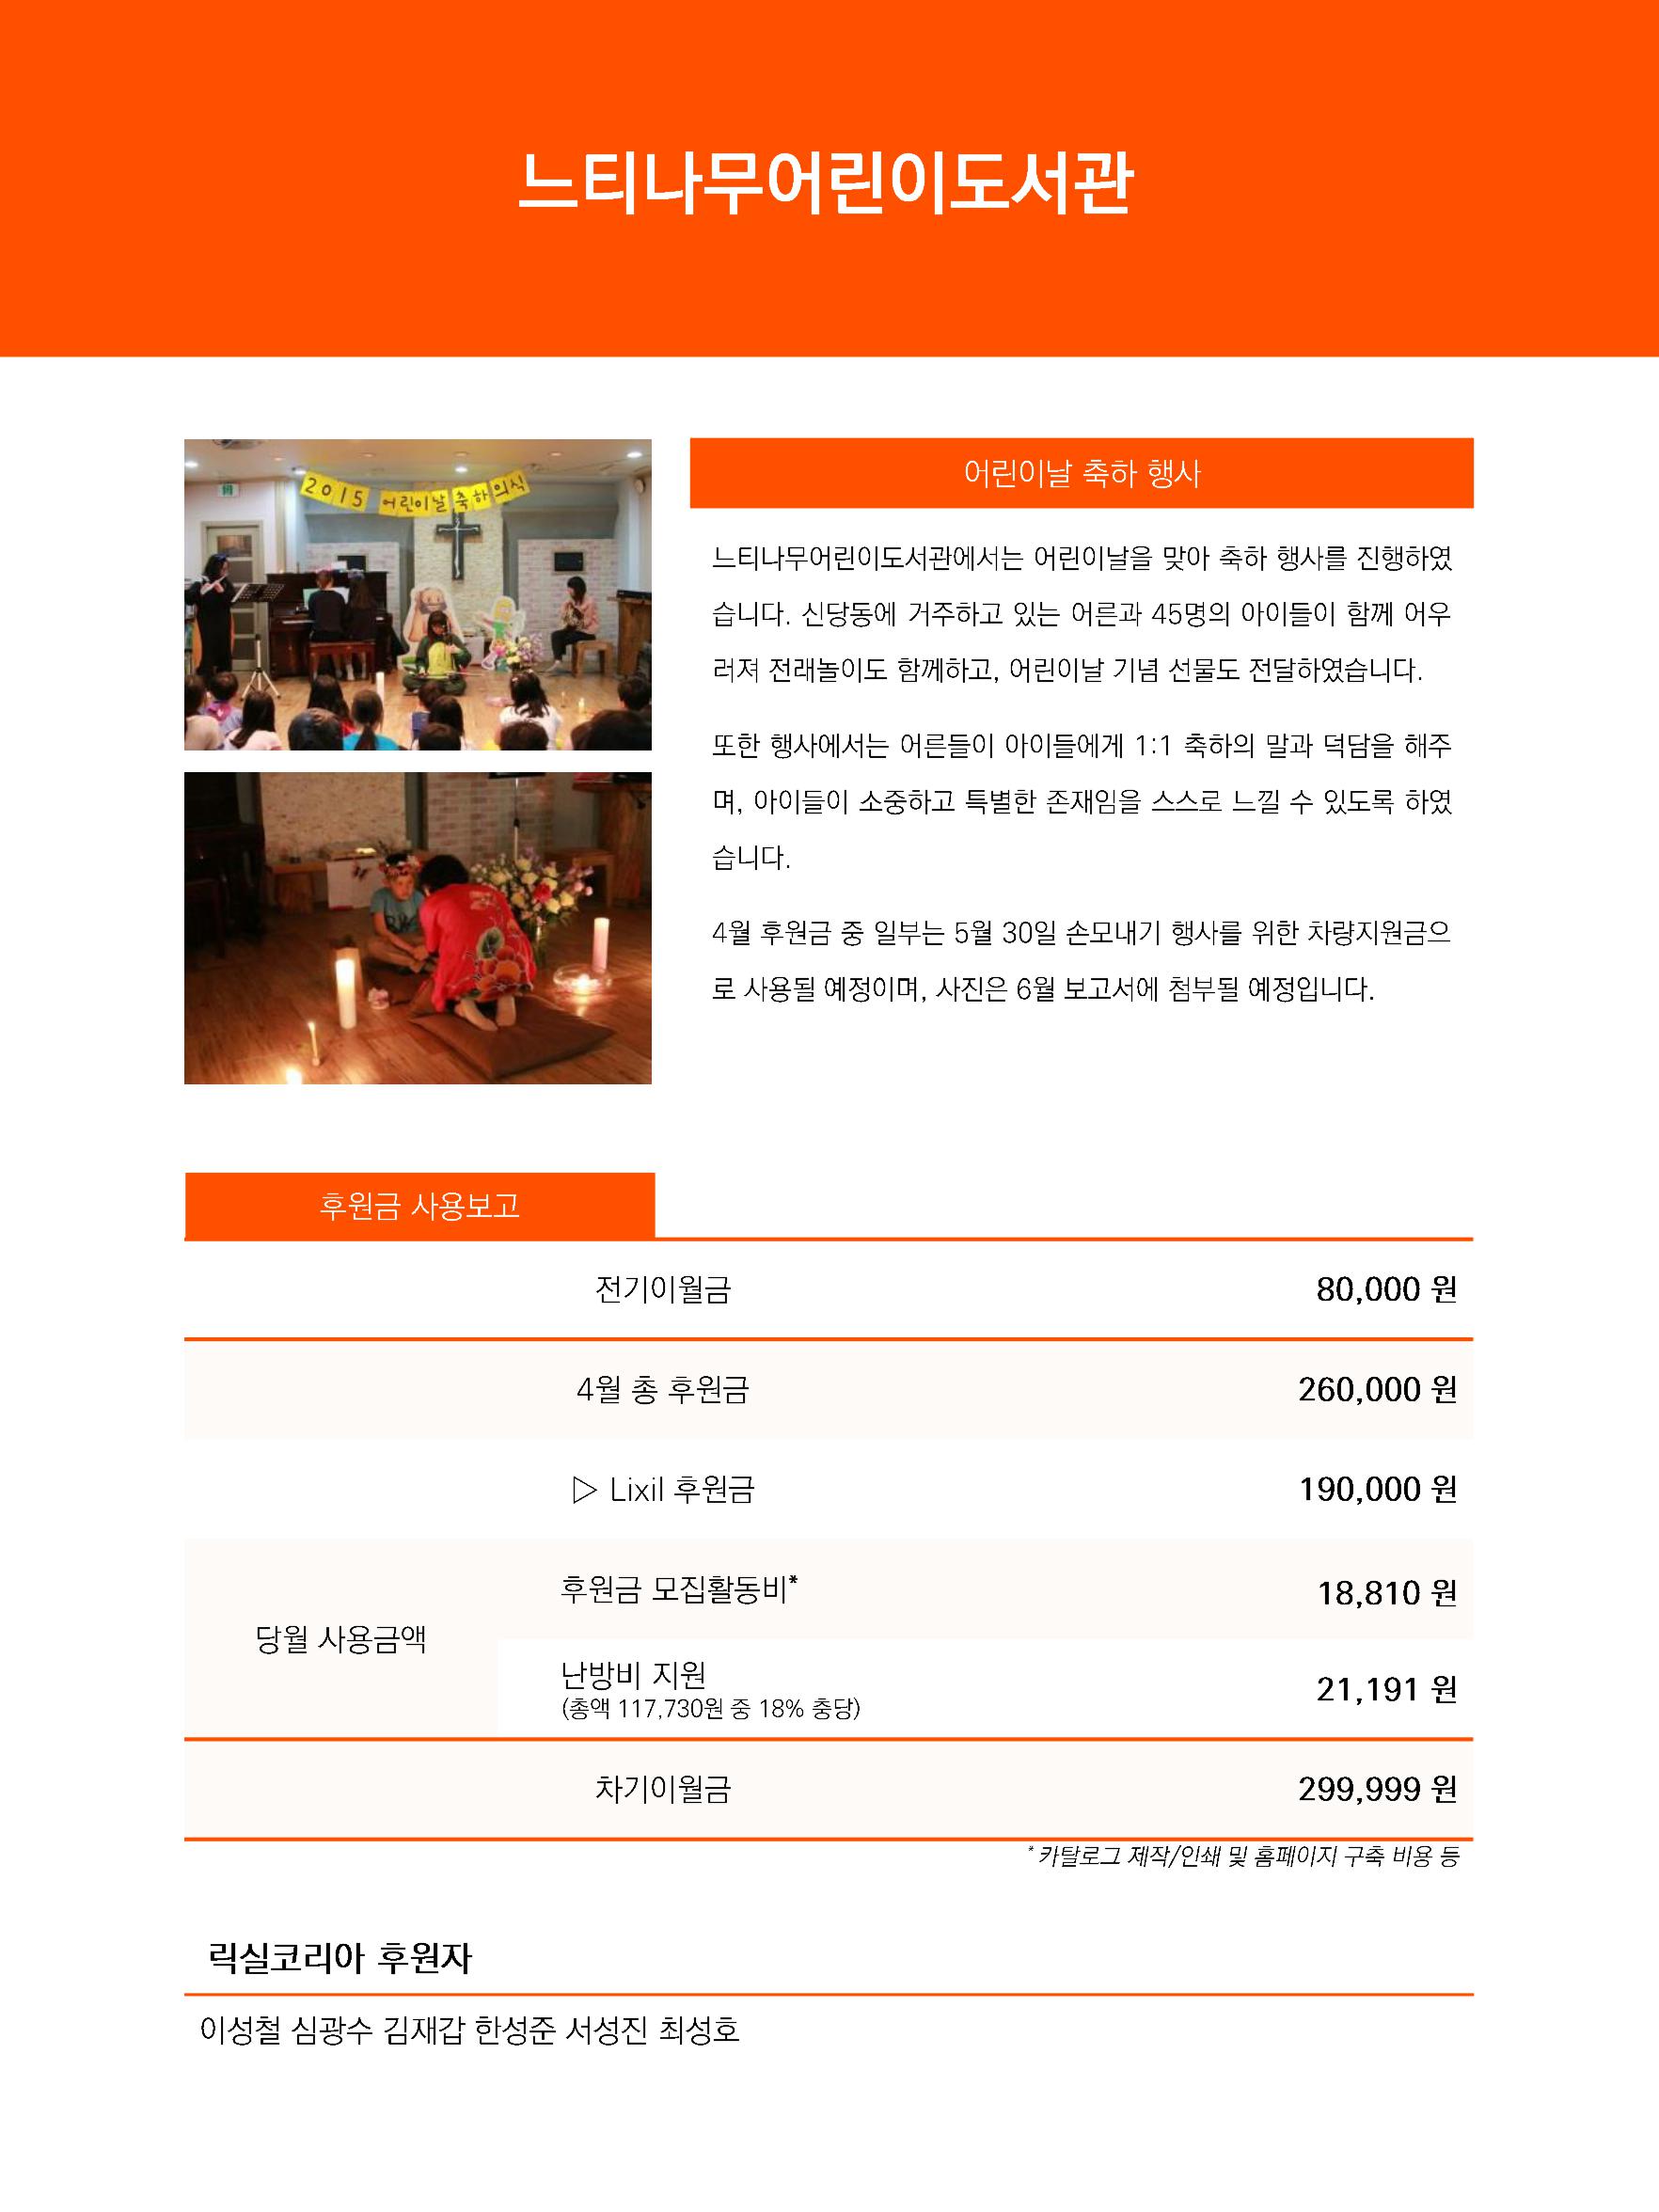 느티나무어린이도서관
2015 어린이날 축하의식
어린이날 축하 행사
느티나무어린이도서관에서는 어린이날을 맞아 축하 행사를 진행하였
습니다. 신당동에 거주하고 있는 어른과 45명의 아이들이 함께 어우
러져 전래놀이도 함께하고, 어린이날 기념 선물도 전달하였습니다.
또한 행사에서는 어른들이 아이들에게 1:1 축하의 말과 덕담을 해주
며, 아이들이 소중하고 특별한 존재임을 스스로 느낄 수 있도록 하였
습니다.
4월 후원금 중 일부는 5월 30일 손모내기 행사를 위한 차량지원금으
로 사용될 예정이며, 사진은 6월 보고서에 첨부될 예정입니다.
후원금 사용보고
전기이월금 80,000 원
4월 총 후원금 260,000 원
▷ Lixil 후원금 190,000 원
당월 사용금액
후원금 모집활동비* 18,810 원
난방비 지원 21,191 원
(총액 117,730원 중 18% 충당)
차기이월금 299,999 원
* 카탈로그 제작/인쇄 및 홈페이지 구축 비용 등
릭실코리아 후원자
이성철 심광수 김재갑 한성준 서성진 최성호